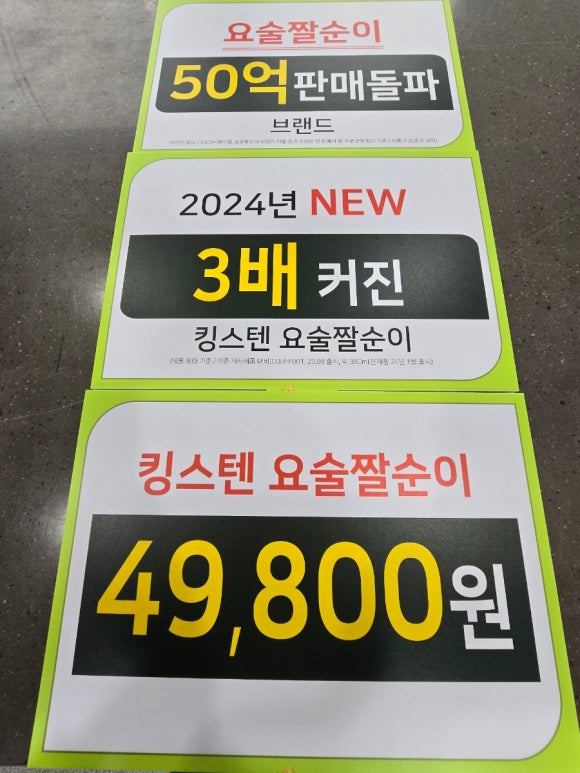 요술짤순이
50억판매돌파
브랜드
2024년 NEW
3배 커진
킹스텐 요술짤순이
킹스텐 요술짤순이
49,800원